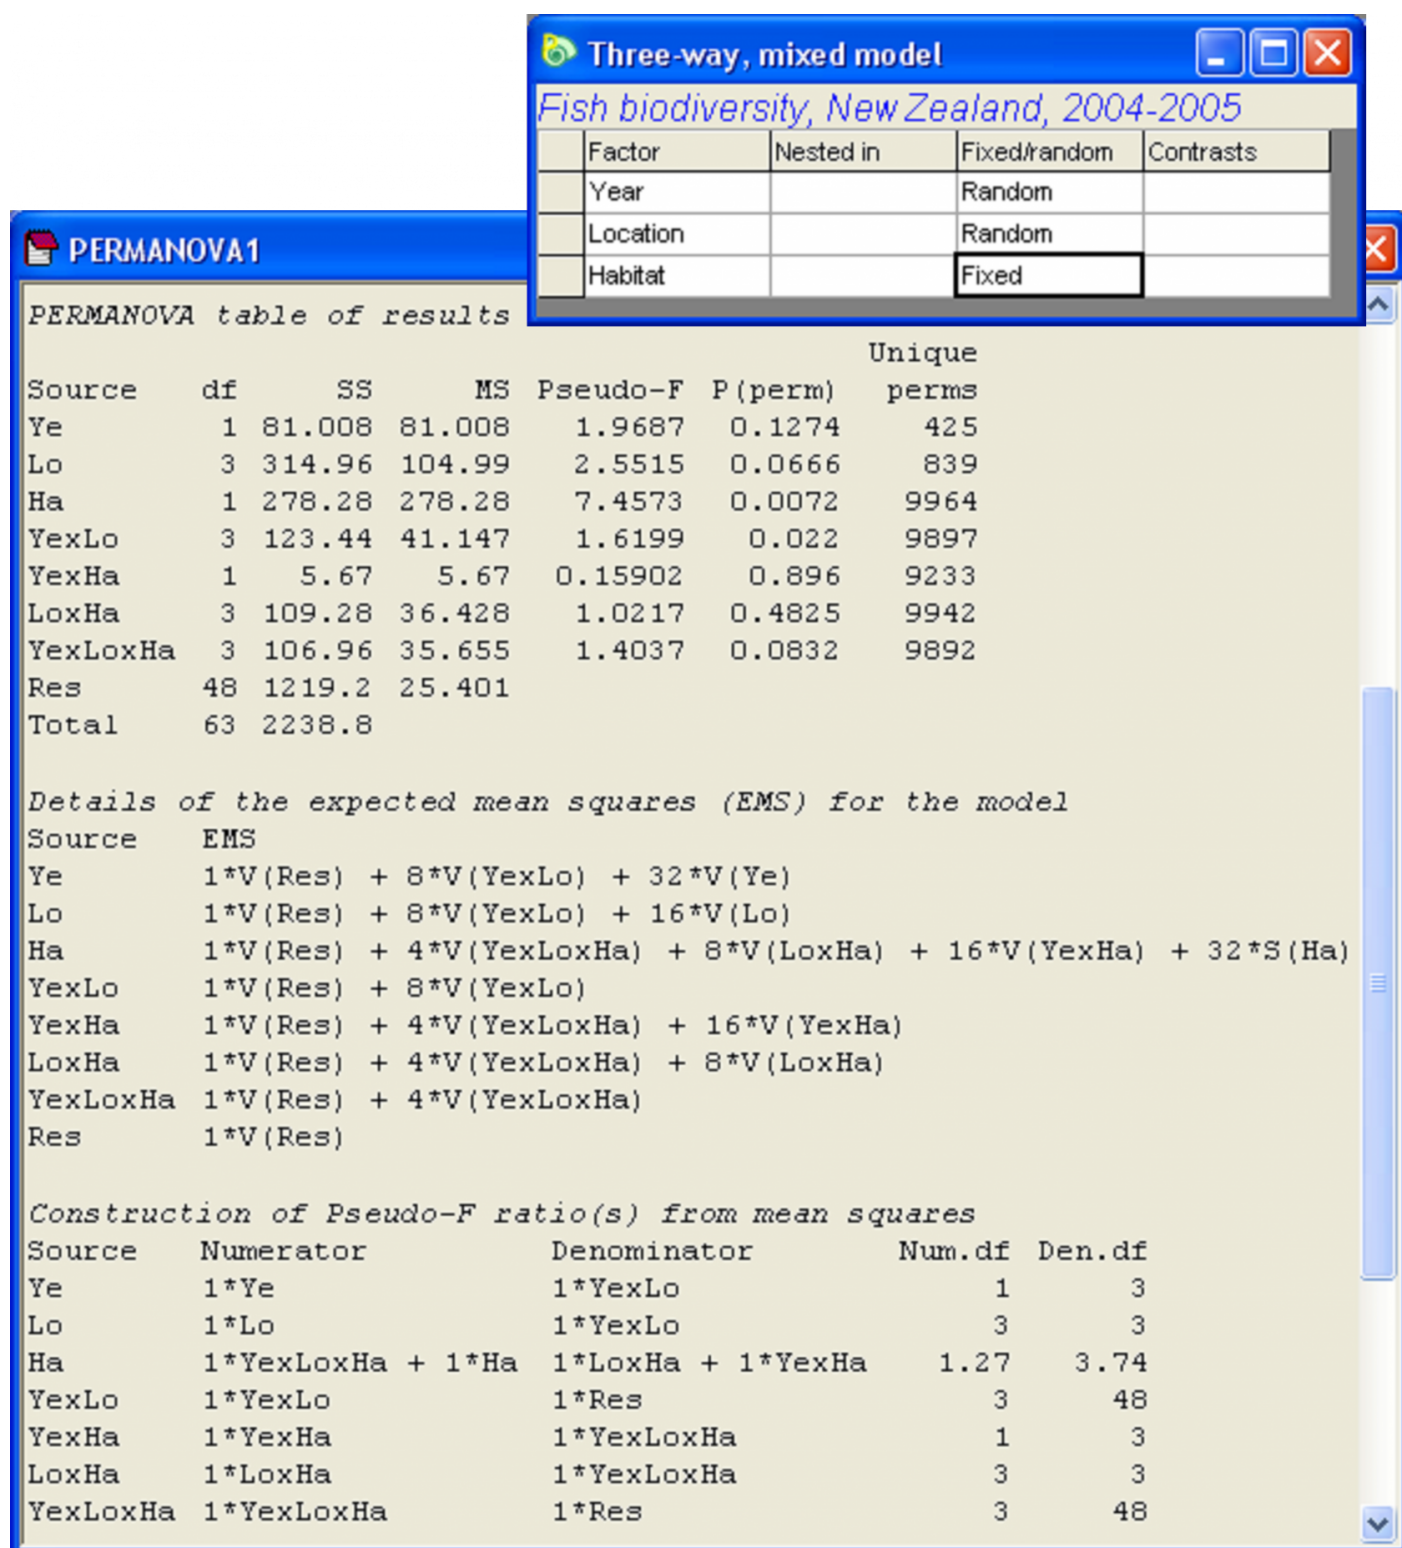 Three-way, mixed model
Fish biodiversity, New Zealand, 2004-2005
Factor Nested in Fixed/random Contrasts
Year Random
Location Random
Habitat Fixed
PERMANOVA1
PERMANOVA table of results
Unique
Source df SS MS Pseudo-F P(perm) perms
Ye 1 81.008 81.008 1.9687 0.1274 425
Lo 3 314.96 104.99 2.5515 0.0666 839
Ha 1 278.28 278.28 7.4573 0.0072 9964
YexLo 3 123.44 41.147 1.6199 0.022 9897
YexHa 1 5.67 5.67 0.15902 0.896 9233
LoxHa 3 109.28 36.428 1.0217 0.4825 9942
YexLoxHa 3 106.96 35.655 1.4037 0.0832 9892
Res 48 1219.2 25.401
Total 63 2238.8
Details of the expected mean squares (EMS) for the model
Source EMS
Ye 1*V(Res) + 8*V(YexLo) + 32*V(Ye)
Lo 1*V(Res) + 8*V(YexLo) + 16*V(Lo)
Ha 1*V(Res) + 4*V(YexLoxHa) + 8*V(LoxHa) + 16*V(YexHa) + 32*S(Ha)
YexLo 1*V(Res) + 8*V(YexLo)
YexHa 1*V(Res) + 4*V(YexLoxHa) + 16*V(YexHa)
LoxHa 1*V(Res) + 4*V(YexLoxHa) + 8*V(LoxHa)
YexLoxHa 1*V(Res) + 4*V(YexLoxHa)
Res 1*V(Res)
Construction of Pseudo-F ratio(s) from mean squares
Source Numerator Denominator Num.df Den.df
Ye 1*Ye 1*YexLo 1 3
Lo 1*Lo 1*YexLo 3 3
Ha 1*YexLoxHa + 1*Ha 1*LoxHa + 1*YexHa 1.27 3.74
YexLo 1*YexLo 1*Res 3 48
YexHa 1*YexHa 1*YexLoxHa 1 3
LoxHa 1*LoxHa 1*YexLoxHa 3 3
YexLoxHa 1*YexLoxHa 1*Res 3 48